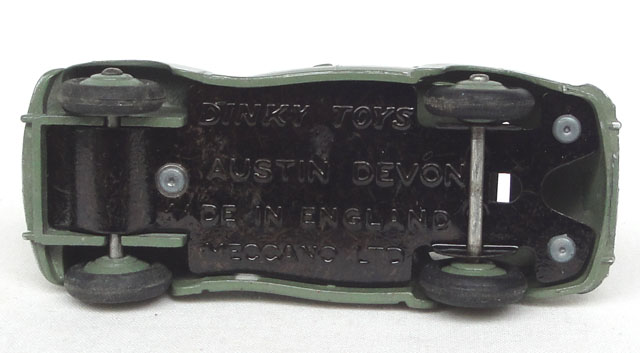 DINKY TOYS
AUSTIN DEVON
DE IN ENGLAND
MECCANO LTD